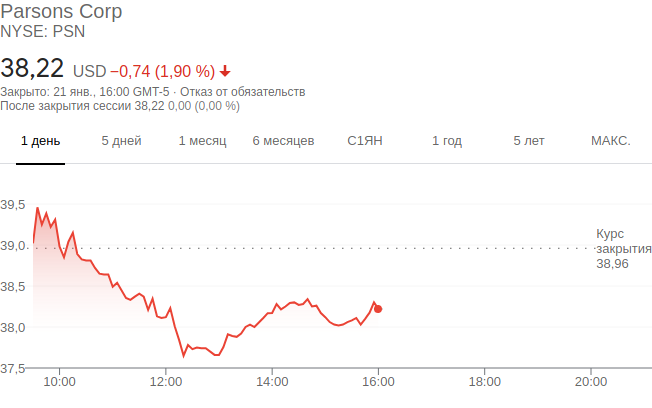 Parsons Corp
NYSE: PSN
38,22 USD −0,74 (1,90 %)
Закрыто: 21 янв., 16:00 GMT-5 · Отказ от обязательств
После закрытия сессии 38,22 0,00 (0,00 %)
1 день 5 дней 1 месяц 6 месяцев С1ЯН 1 год 5 лет МАКС.
39,5
Курс
39,0 закрытия
38,96
38,5
38,0
37,5
10:00 12:00 14:00 16:00 18:00 20:00